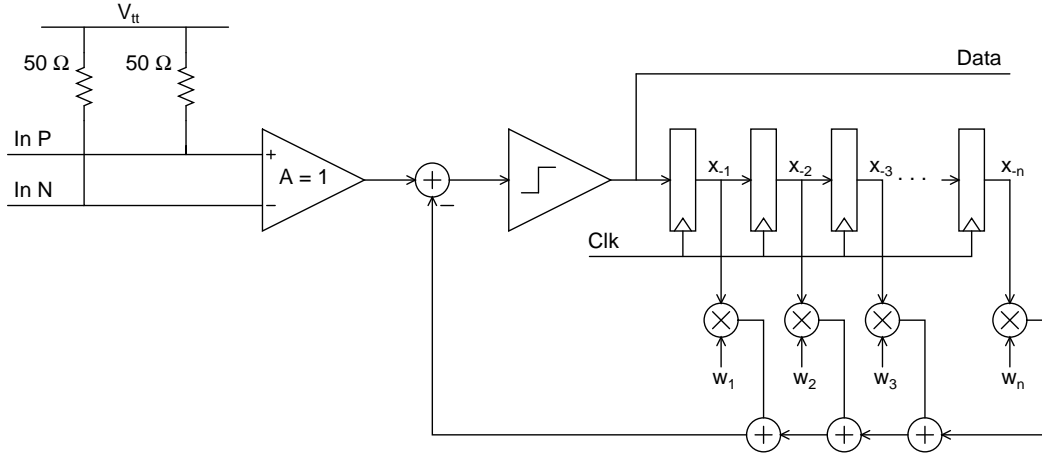 V_tt
50 Ω 50 Ω
Data
In P
+
A = 1
In N
−
+
−
x_-1 x_-2 x_-3 . . . x_-n
Clk
× × × ×
w_1 w_2 w_3 w_n
+ + +